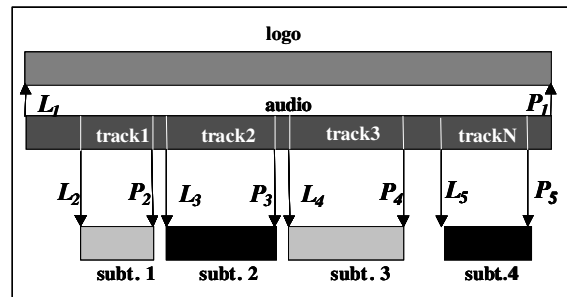 logo
L1 audio P1
track1 track2 track3 trackN
L2 P2 L3 P3 L4 P4 L5 P5
subt. 1 subt. 2 subt. 3 subt.4